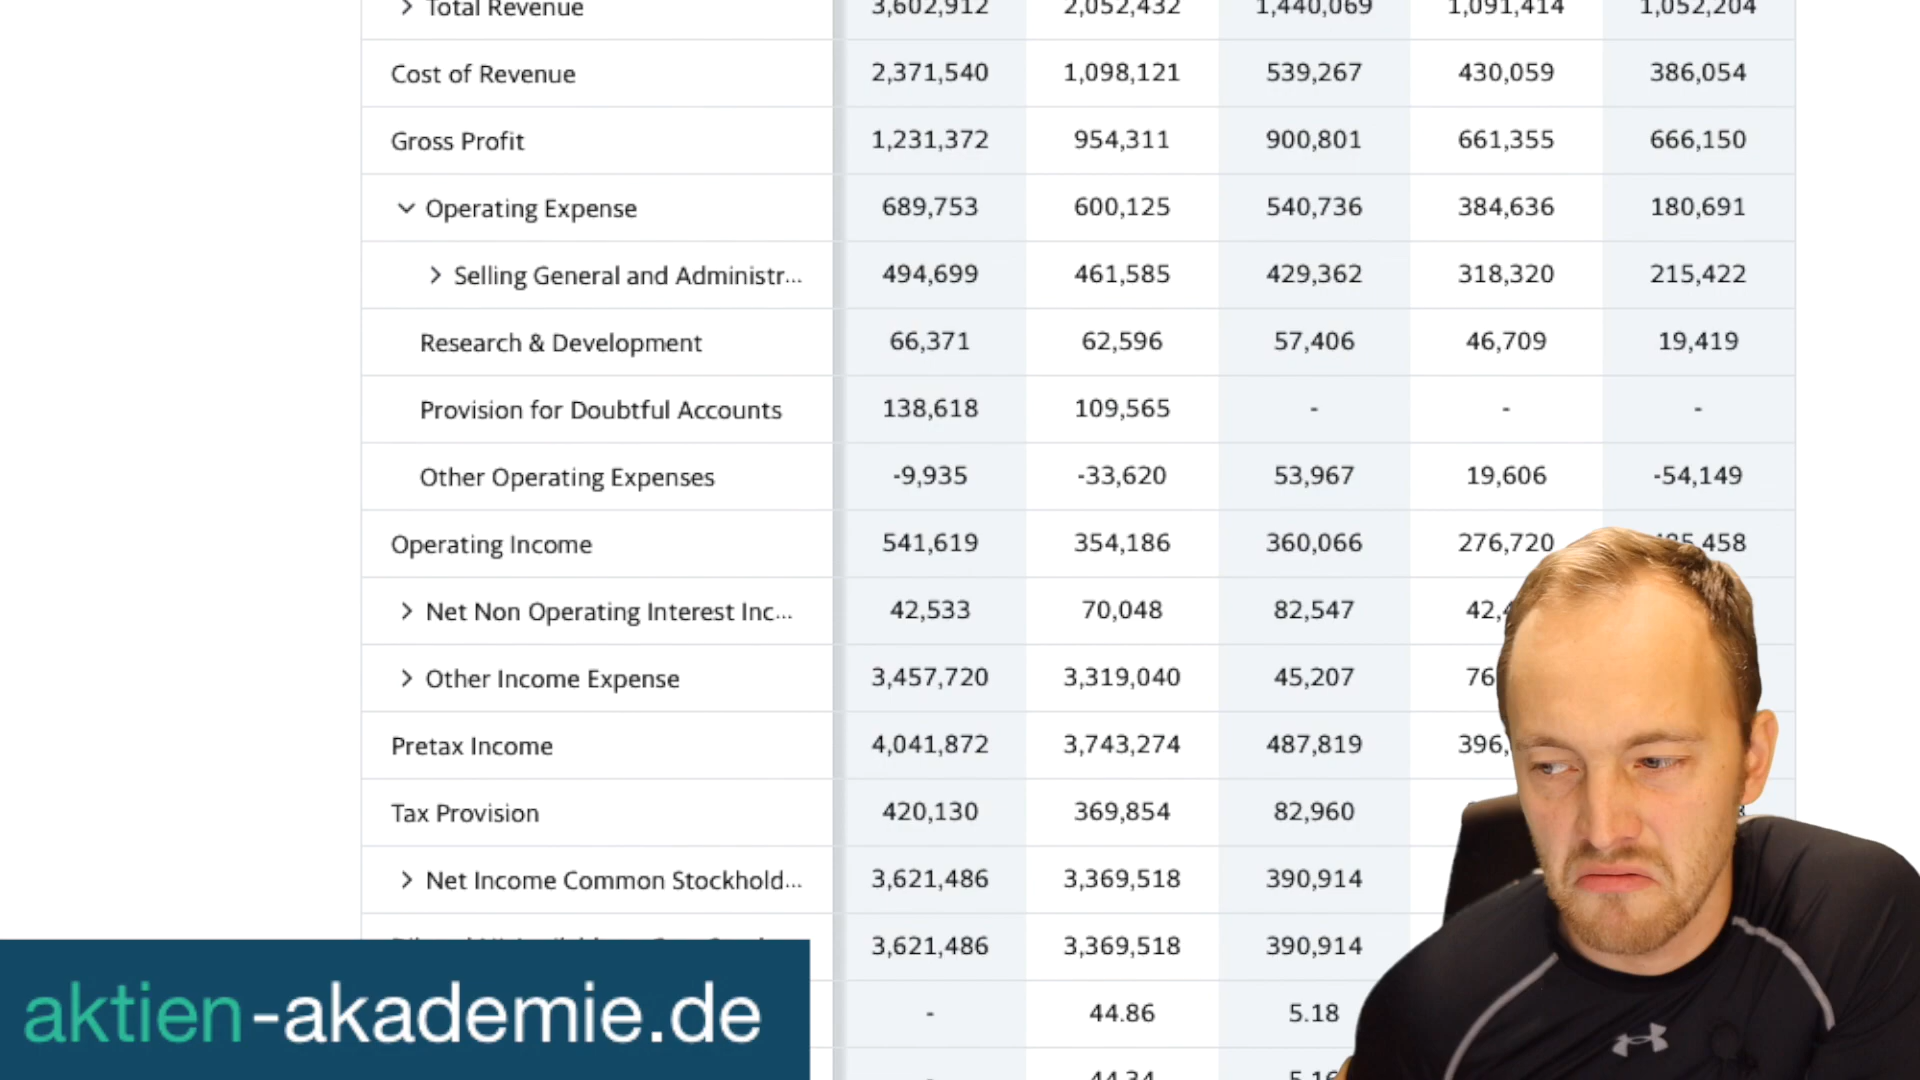 Total Revenue 3,602,912 2,052,432 1,440,069 1,091,414 1,052,204
Cost of Revenue 2,371,540 1,098,121 539,267 430,059 386,054
Gross Profit 1,231,372 954,311 900,801 661,355 666,150
Operating Expense 689,753 600,125 540,736 384,636 180,691
Selling General and Administr... 494,699 461,585 429,362 318,320 215,422
Research & Development 66,371 62,596 57,406 46,709 19,419
Provision for Doubtful Accounts 138,618 109,565 - - -
Other Operating Expenses -9,935 -33,620 53,967 19,606 -54,149
Operating Income 541,619 354,186 360,066 276,720
Net Non Operating Interest Inc... 42,533 70,048 82,547
Other Income Expense 3,457,720 3,319,040 45,207
Pretax Income 4,041,872 3,743,274 487,819
Tax Provision 420,130 369,854 82,960
Net Income Common Stockhold... 3,621,486 3,369,518 390,914
3,621,486 3,369,518 390,914
- 44.86 5.18
aktien-akademie.de